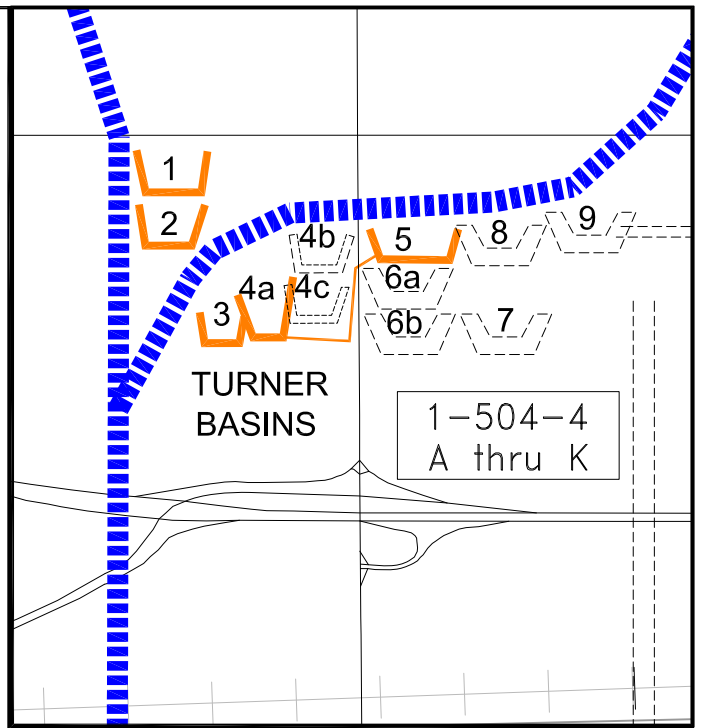 1
2
3
4a
4b
4c
5
6a
6b
7
8
9
TURNER
BASINS
1-504-4
A thru K